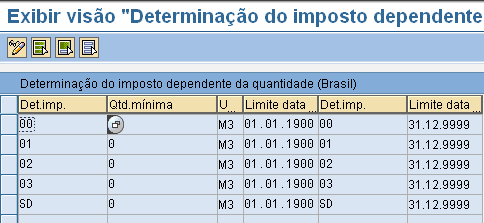 Exibir visão "Determinação do imposto dependente
Determinação do imposto dependente da quantidade (Brasil)
Det.imp. Qtd.mínima U... Limite data ... Det.imp. Limite data ...
00 M3 01.01.1900 00 31.12.9999
01 0 M3 01.01.1900 01 31.12.9999
02 0 M3 01.01.1900 02 31.12.9999
03 0 M3 01.01.1900 03 31.12.9999
SD 0 M3 01.01.1900 SD 31.12.9999